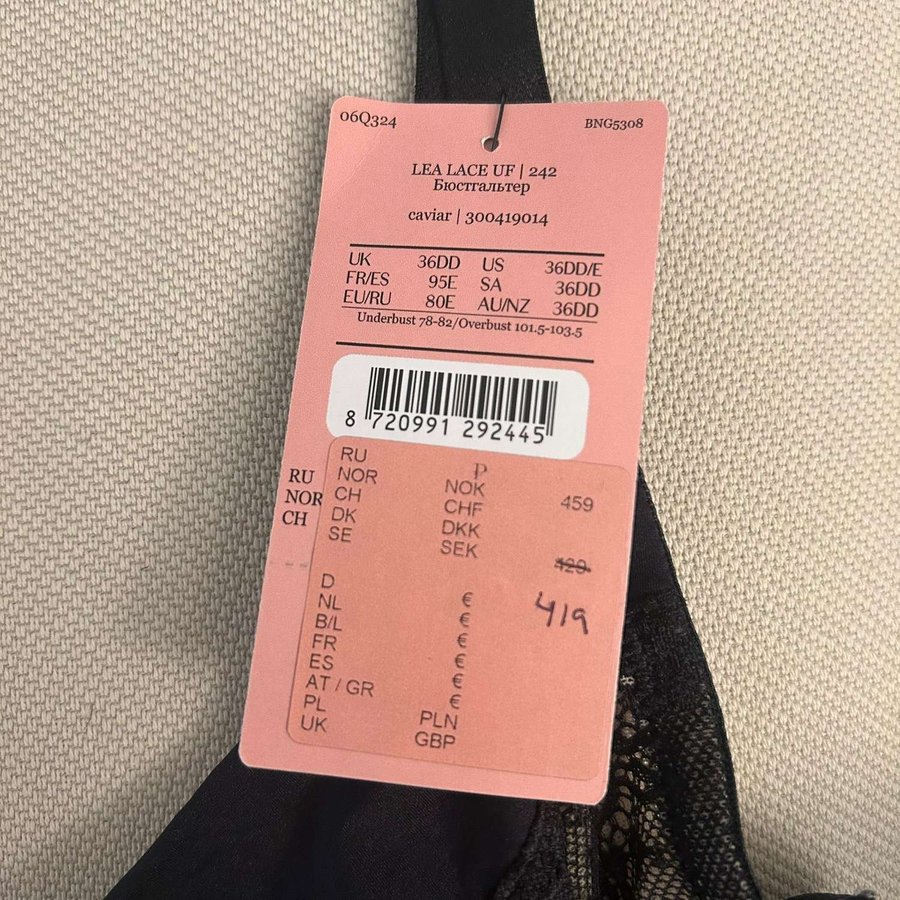 06Q324 BNG5308
LEA LACE UF | 242
Бюстгальтер
caviar | 300419014
UK 36DD US 36DD/E
FR/ES 95E SA 36DD
EU/RU 80E AU/NZ 36DD
Underbust 78-82/Overbust 101.5-103.5
8 720991 292445
RU
NOR
CH
RU ₽
NOR NOK 459
CH CHF
DK DKK
SE SEK 429
419
D €
NL €
B/L €
FR €
ES €
AT / GR €
PL PLN
UK GBP